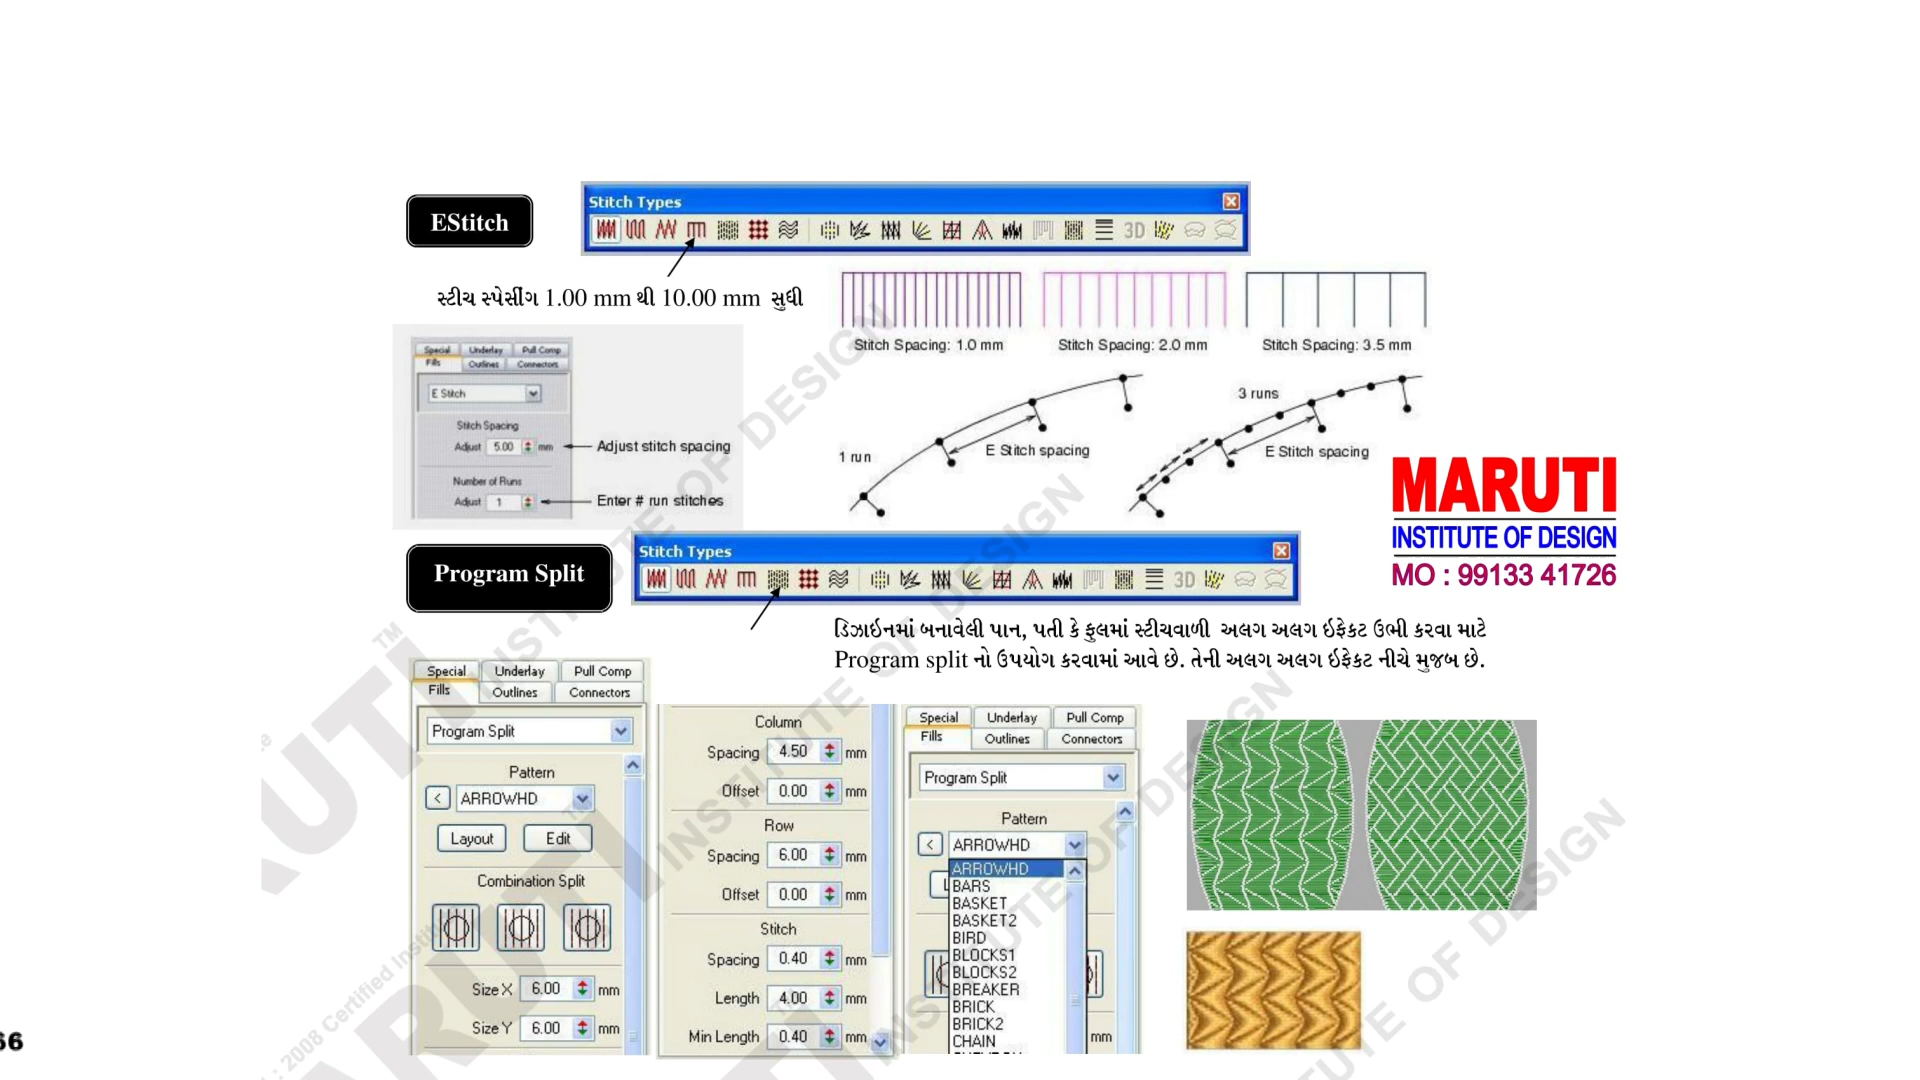 EStitch
Stitch Types
3D
સ્ટીચ સ્પેસીંગ 1.00 mm થી 10.00 mm સુધી
Special Underlay Pull Comp
Fills Outlines Connectors
E Stitch
Stitch Spacing
Adjust 5.00 mm Adjust stitch spacing
Number of Runs
Adjust 1 Enter # run stitches
Stitch Spacing: 1.0 mm Stitch Spacing: 2.0 mm Stitch Spacing: 3.5 mm
1 run
E Stitch spacing
3 runs
E Stitch spacing
MARUTI
INSTITUTE OF DESIGN
MO : 99133 41726
Program Split
Stitch Types
3D
ડિઝાઇનમાં બનાવેલી પાન, પતી કે ફુલમાં સ્ટીચવાળી અલગ અલગ ઇફેકટ ઉભી કરવા માટે
Program split નો ઉપયોગ કરવામાં આવે છે. તેની અલગ અલગ ઇફેકટ નીચે મુજબ છે.
Special Underlay Pull Comp
Fills Outlines Connectors
Program Split
Pattern
< ARROWHD
Layout Edit
Combination Split
Size X 6.00 mm
Size Y 6.00 mm
Column
Spacing 4.50 mm
Offset 0.00 mm
Row
Spacing 6.00 mm
Offset 0.00 mm
Stitch
Spacing 0.40 mm
Length 4.00 mm
Min Length 0.40 mm
Special Underlay Pull Comp
Fills Outlines Connectors
Program Split
Pattern
< ARROWHD
ARROWHD
BARS
BASKET
BASKET2
BIRD
BLOCKS1
BLOCKS2
BREAKER
BRICK
BRICK2
CHAIN
mm
66